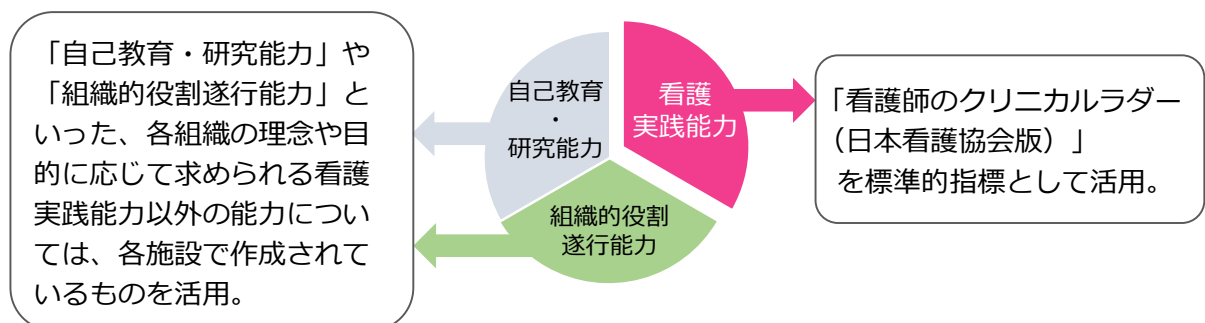 「自己教育・研究能力」や
「組織的役割遂行能力」と
いった、各組織の理念や目
的に応じて求められる看護
実践能力以外の能力につい
ては、各施設で作成されて
いるものを活用。
自己教育
・
研究能力
看護
実践能力
組織的役割
遂行能力
「看護師のクリニカルラダー
（日本看護協会版）」
を標準的指標として活用。